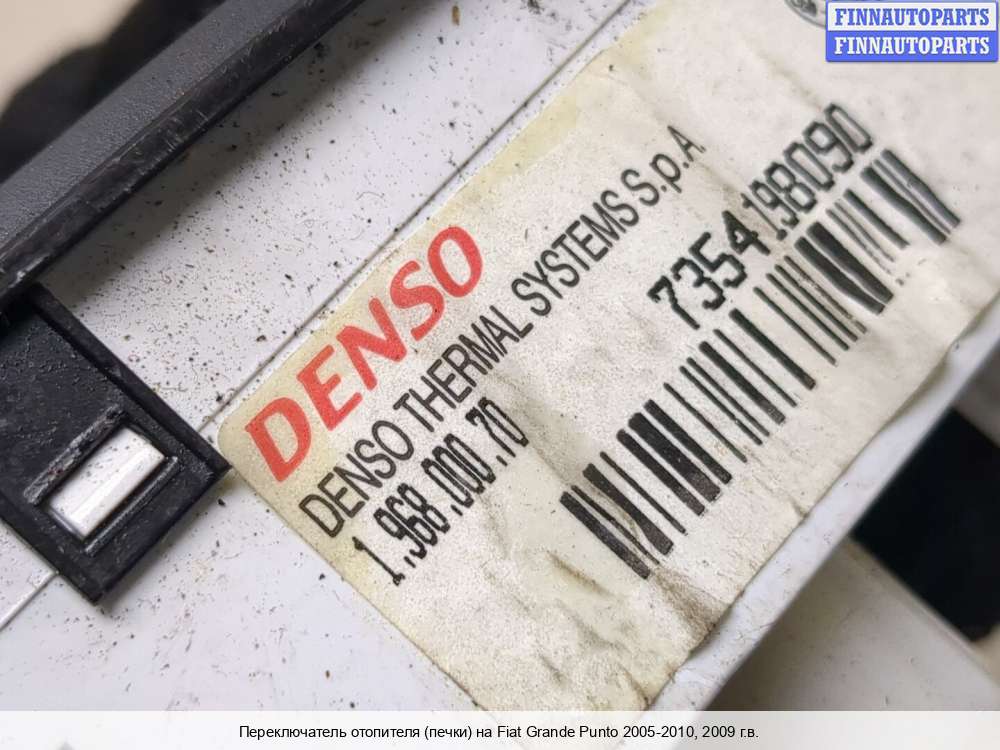 FINNAUTOPARTS
FINNAUTOPARTS
DENSO
DENSO THERMAL SYSTEMS S.p.A.
1.968.000.70
7354198090
Переключатель отопителя (печки) на Fiat Grande Punto 2005-2010, 2009 г.в.